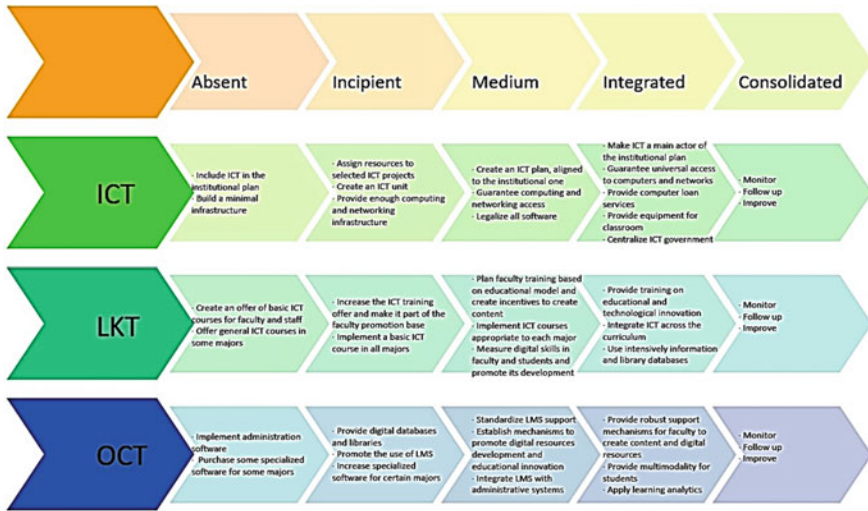 Absent
Incipient
Medium
Integrated
Consolidated
ICT
- Include ICT in the
institutional plan
- Build a minimal
infrastructure
- Assign resources to
selected ICT projects
- Create an ICT unit
- Provide enough computing
and networking
infrastructure
- Create an ICT plan, aligned
to the institutional one
- Guarantee computing and
networking access
- Legalize all software
- Make ICT a main actor of
the institutional plan
- Guarantee universal access
to computers and networks
- Provide computer loan
services
- Provide equipment for
classroom
- Centralize ICT government
- Monitor
- Follow up
- Improve
LKT
- Create an offer of basic ICT
courses for faculty and staff
- Offer general ICT courses in
some majors
- Increase the ICT training
offer and make it part of the
faculty promotion base
- Implement a basic ICT
course in all majors
- Plan faculty training based
on educational model and
create incentives to create
content
- Implement ICT courses
appropriate to each major
- Measure digital skills in
faculty and students and
promote its development
- Provide training on
educational and
technological innovation
- Integrate ICT across the
curriculum
- Use intensively information
and library databases
- Monitor
- Follow up
- Improve
OCT
- Implement administration
software
- Purchase some specialized
software for some majors
- Provide digital databases
and libraries
- Promote the use of LMS
- Increase specialized
software for certain majors
- Standardize LMS support
- Establish mechanisms to
promote digital resources
development and
educational innovation
- Integrate LMS with
administrative systems
- Provide robust support
mechanisms for faculty to
create content and digital
resources
- Provide multimodality for
students
- Apply learning analytics
- Monitor
- Follow up
- Improve